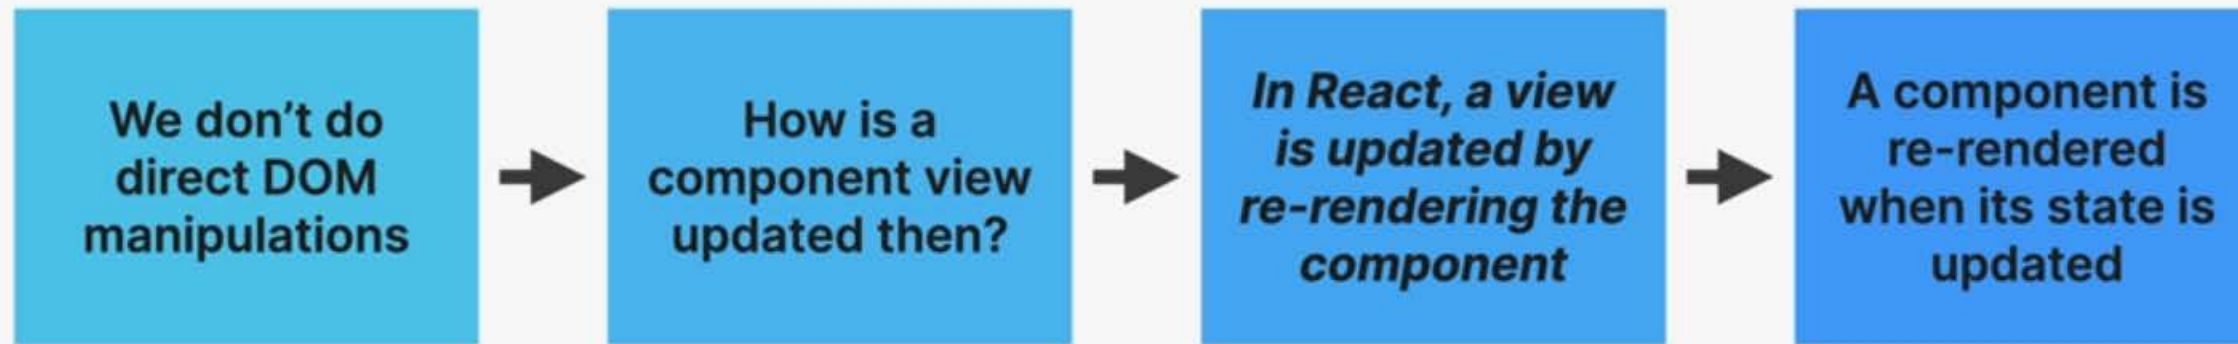 We don’t do
direct DOM
manipulations
How is a
component view
updated then?
In React, a view
is updated by
re-rendering the
component
A component is
re-rendered
when its state is
updated